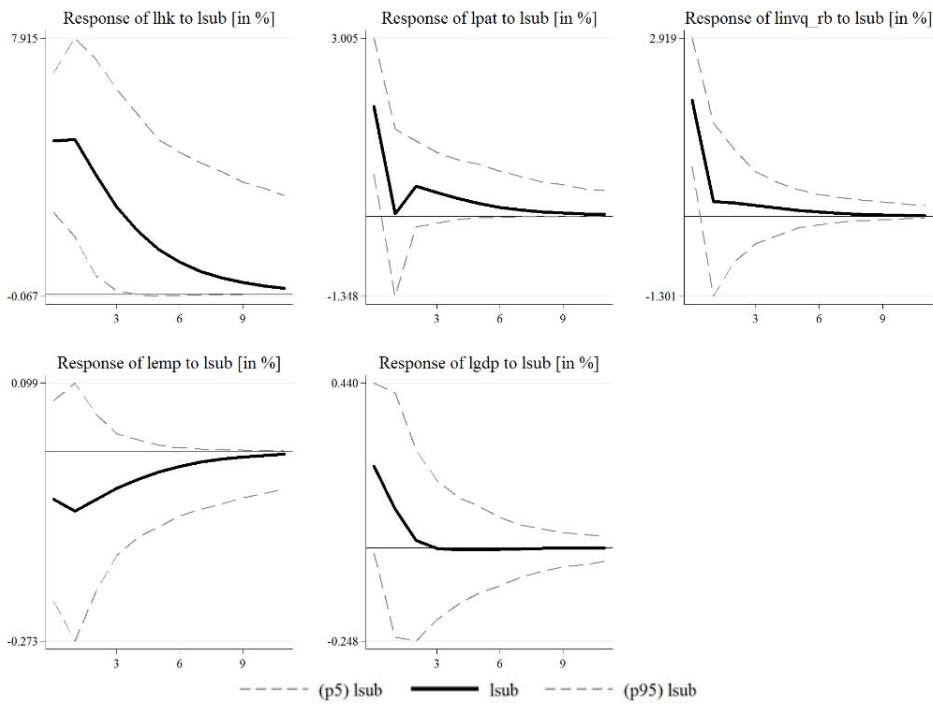 Response of lhk to lsub [in %]
7.915
-0.067
3 6 9
Response of lpat to lsub [in %]
3.005
-1.348
3 6 9
Response of linvq_rb to lsub [in %]
2.919
-1.301
3 6 9
Response of lemp to lsub [in %]
0.099
-0.273
3 6 9
Response of lgdp to lsub [in %]
0.440
-0.248
3 6 9
(p5) lsub lsub (p95) lsub